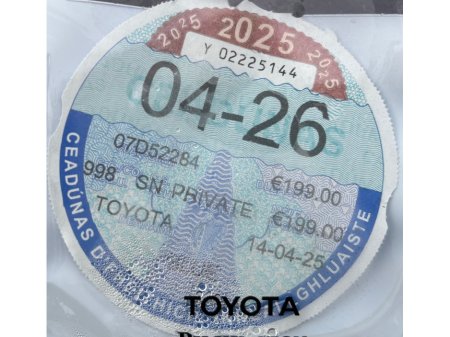 2025 2025 2025
Y 02225144
04-26
07D52284
998 SN PRIVATE €199.00
TOYOTA €199.00
14-04-25
CEADÚNAS
GHLUAISTE
TOYOTA